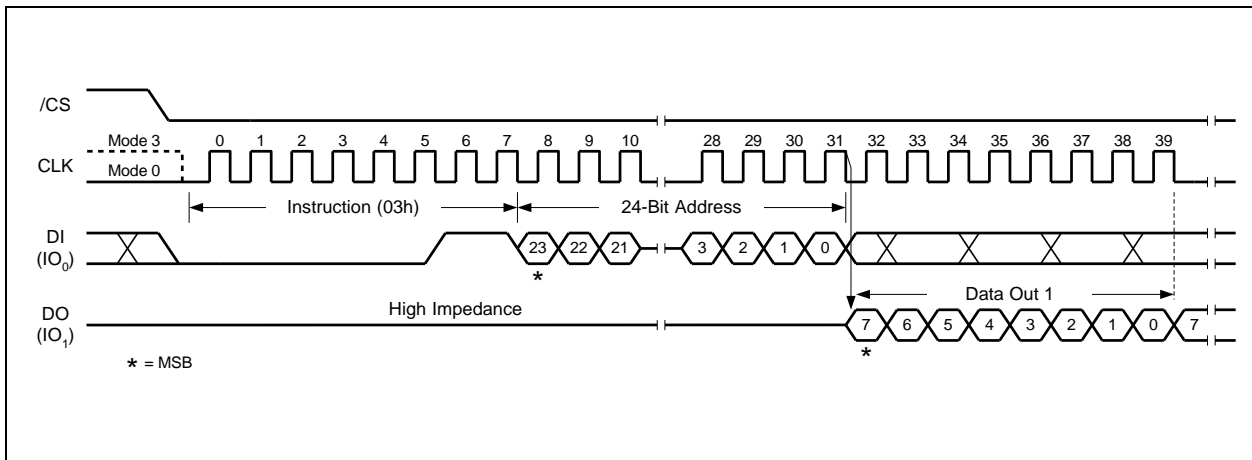 /CS
Mode 3
0 1 2 3 4 5 6 7 8 9 10 28 29 30 31 32 33 34 35 36 37 38 39
CLK
Mode 0
Instruction (03h)
24-Bit Address
DI
(IO0)
23 22 21 3 2 1 0
*
Data Out 1
High Impedance
DO
(IO1)
7 6 5 4 3 2 1 0 7
*
* = MSB